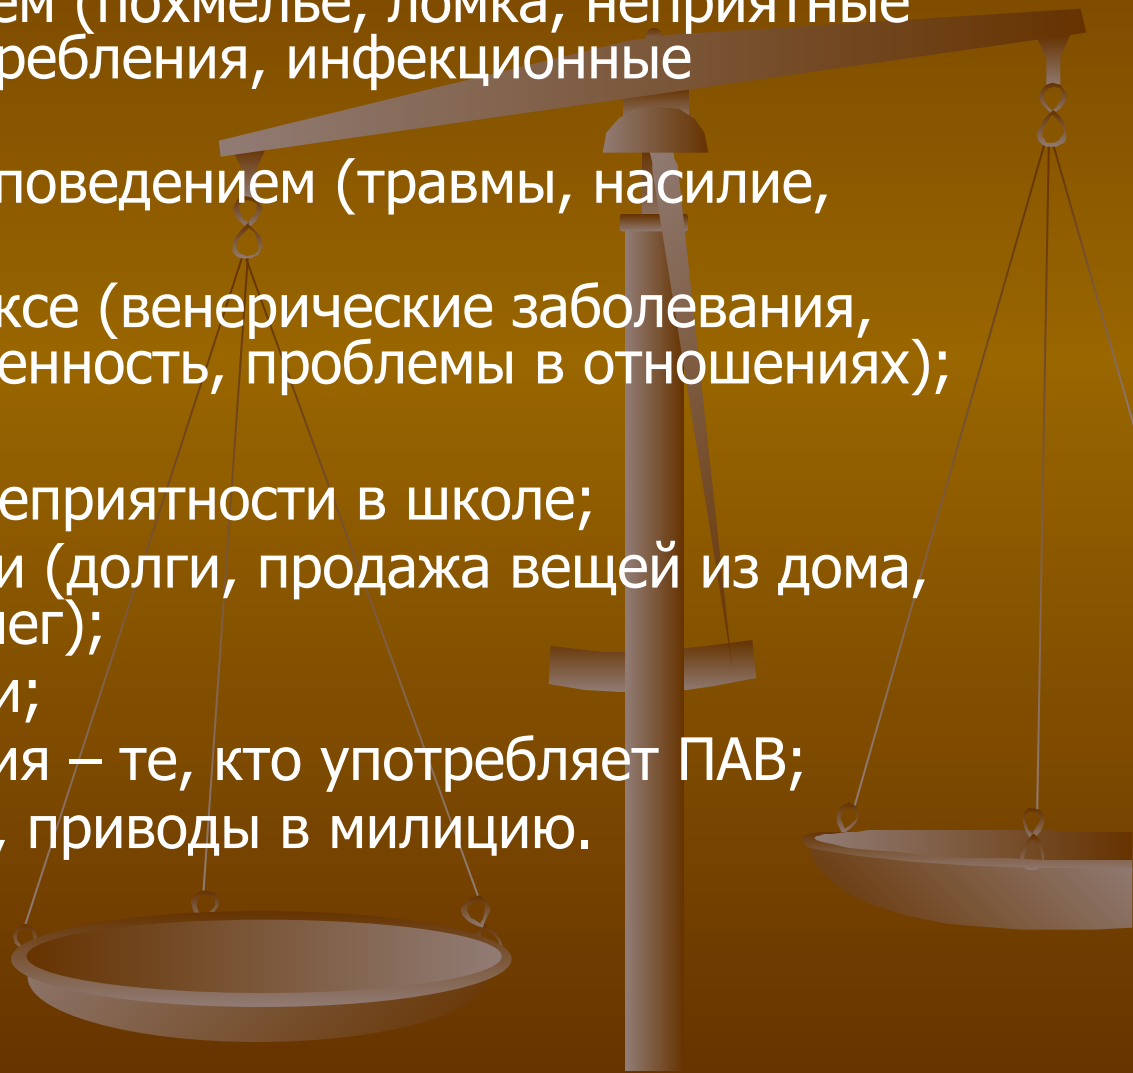 ем (похмелье, ломка, неприятные
ребления, инфекционные
поведением (травмы, насилие,
ксе (венерические заболевания,
енность, проблемы в отношениях);
еприятности в школе;
и (долги, продажа вещей из дома,
нег);
и;
ия – те, кто употребляет ПАВ;
, приводы в милицию.